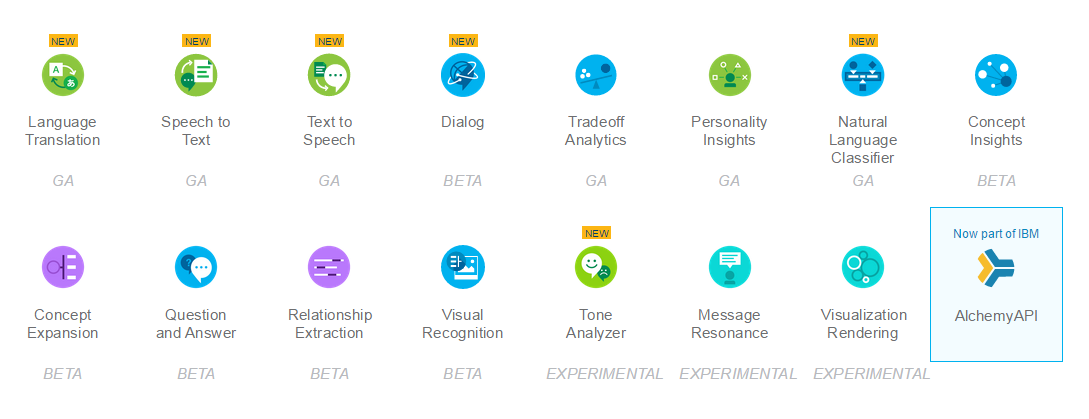 NEW NEW NEW NEW NEW
Language Speech to Text to Dialog Tradeoff Personality Natural Concept
Translation Text Speech Analytics Insights Language Insights
Classifier
GA GA GA BETA GA GA GA BETA
NEW Now part of IBM
Concept Question Relationship Visual Tone Message Visualization AlchemyAPI
Expansion and Answer Extraction Recognition Analyzer Resonance Rendering
BETA BETA BETA BETA EXPERIMENTAL EXPERIMENTAL EXPERIMENTAL